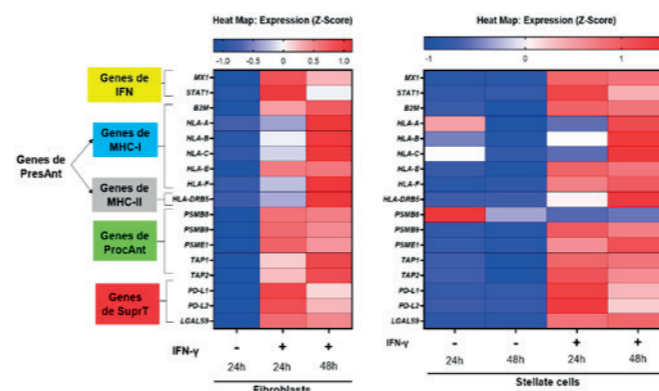 Heat Map: Expression (Z-Score)
Heat Map: Expression (Z-Score)
-1.0 -0.5 0 0.5 1.0
-1 0 1
Genes de IFN
Genes de MHC-I
Genes de PresAnt
Genes de MHC-II
Genes de ProcAnt
Genes de SuprT
MX1
STAT1
B2M
HLA-A
HLA-B
HLA-C
HLA-E
HLA-F
HLA-DRB5
PSMB8
PSMB9
PSME1
TAP1
TAP2
PD-L1
PD-L2
LGALS9
MX1
STAT1
B2M
HLA-A
HLA-B
HLA-C
HLA-E
HLA-F
HLA-DRB5
PSMB8
PSMB9
PSME1
TAP1
TAP2
PD-L1
PD-L2
LGALS9
IFN-γ - + +
24h 24h 48h
Fibroblasts
IFN-γ - - + +
24h 48h 24h 48h
Stellate cells